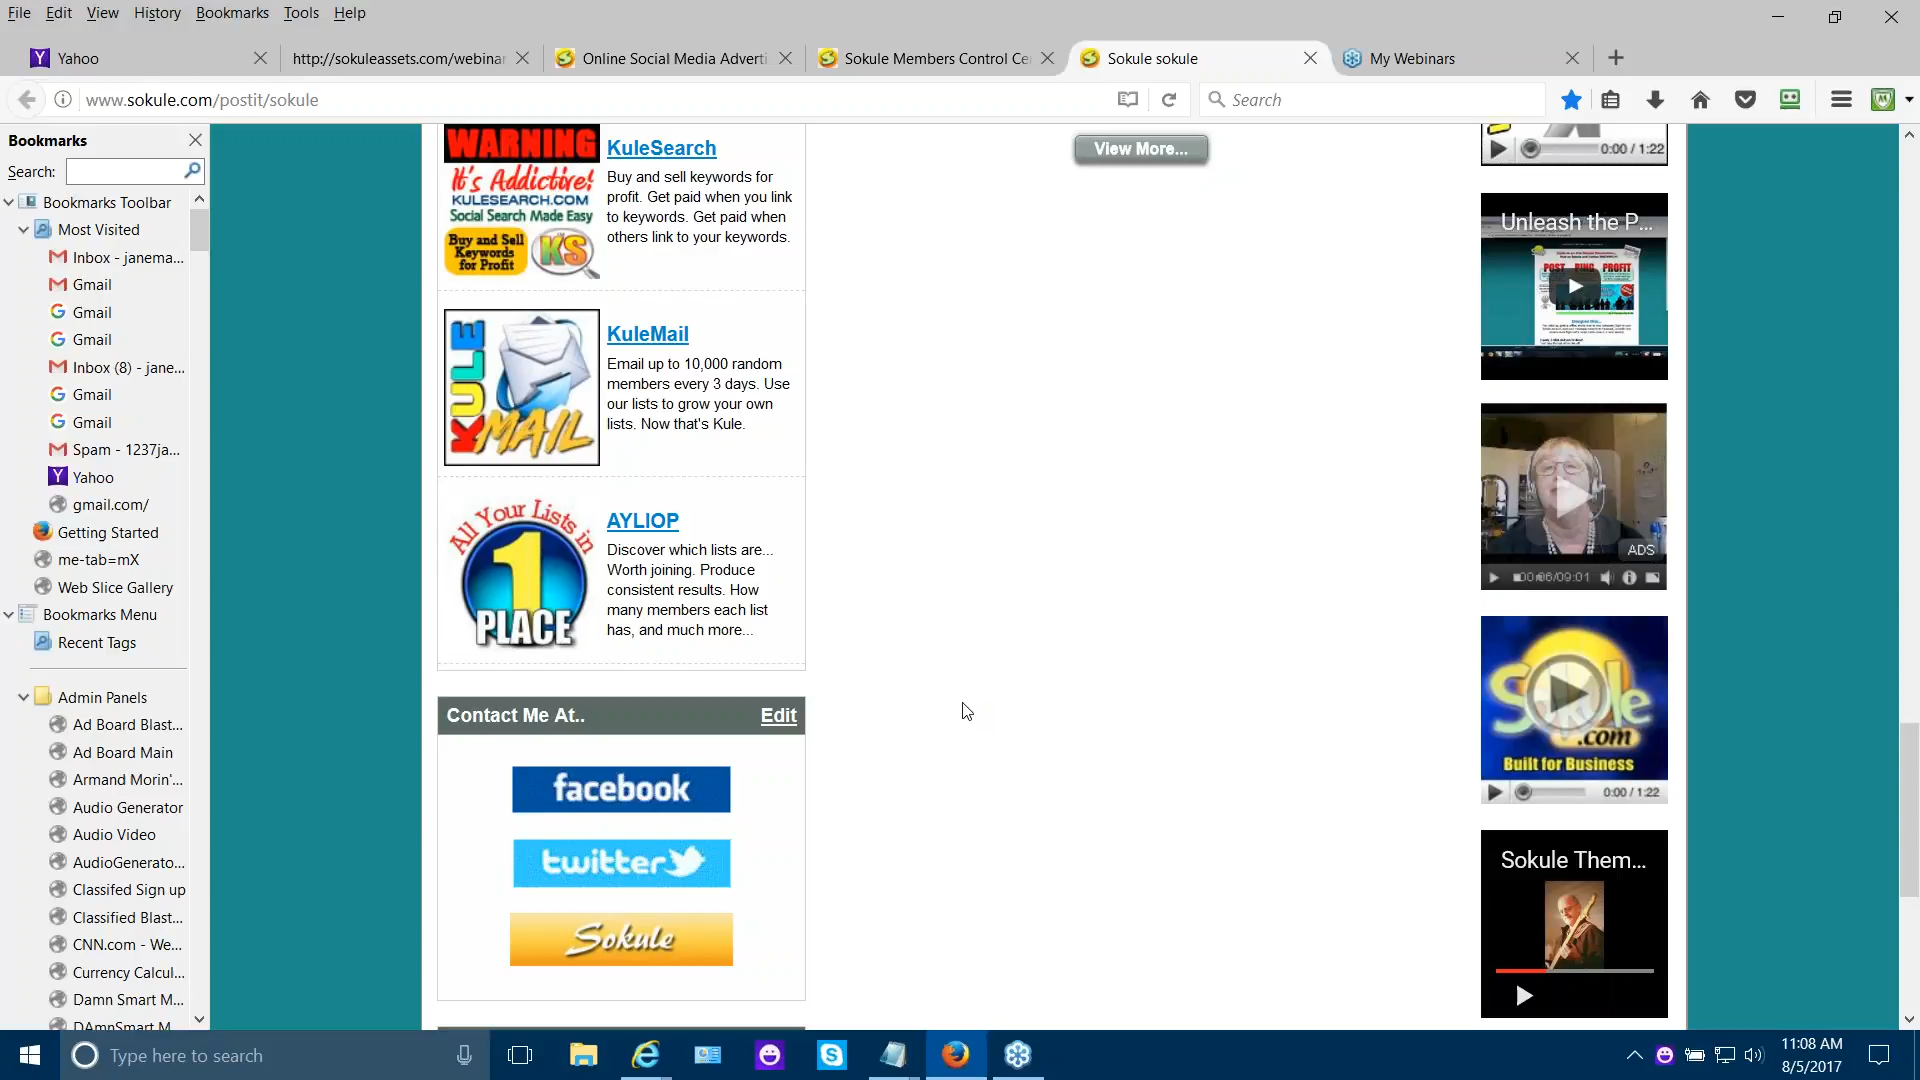 File Edit View History Bookmarks Tools Help
Yahoo
http://sokuleassets.com/webinar
Online Social Media Adverti
Sokule Members Control Ce
Sokule sokule
My Webinars
www.sokule.com/postit/sokule
Search
Bookmarks
Search:
Bookmarks Toolbar
Most Visited
Inbox - janema...
Gmail
Gmail
Gmail
Inbox (8) - jane...
Gmail
Gmail
Spam - 1237ja...
Yahoo
gmail.com/
Getting Started
me-tab=mX
Web Slice Gallery
Bookmarks Menu
Recent Tags
Admin Panels
Ad Board Blast...
Ad Board Main
Armand Morin'...
Audio Generator
Audio Video
AudioGenerato...
Classifed Sign up
Classified Blast...
CNN.com - We...
Currency Calcul...
Damn Smart M...
DAmnSmart M
WARNING
It's Addictive!
KULESEARCH.COM
Social Search Made Easy
Buy and Sell
Keywords
for Profit
KS
KuleSearch
Buy and sell keywords for
profit. Get paid when you link
to keywords. Get paid when
others link to your keywords.
KULE
MAIL
KuleMail
Email up to 10,000 random
members every 3 days. Use
our lists to grow your own
lists. Now that's Kule.
All Your Lists in
1
PLACE
AYLIOP
Discover which lists are...
Worth joining. Produce
consistent results. How
many members each list
has, and much more...
Contact Me At..
Edit
facebook
twitter
Sokule
View More...
0:00 / 1:22
Unleash the P...
POST PING PROFIT
ADS
00:06/09:01
Sokule
.com
Built for Business
0:00 / 1:22
Sokule Them...
Type here to search
11:08 AM
8/5/2017